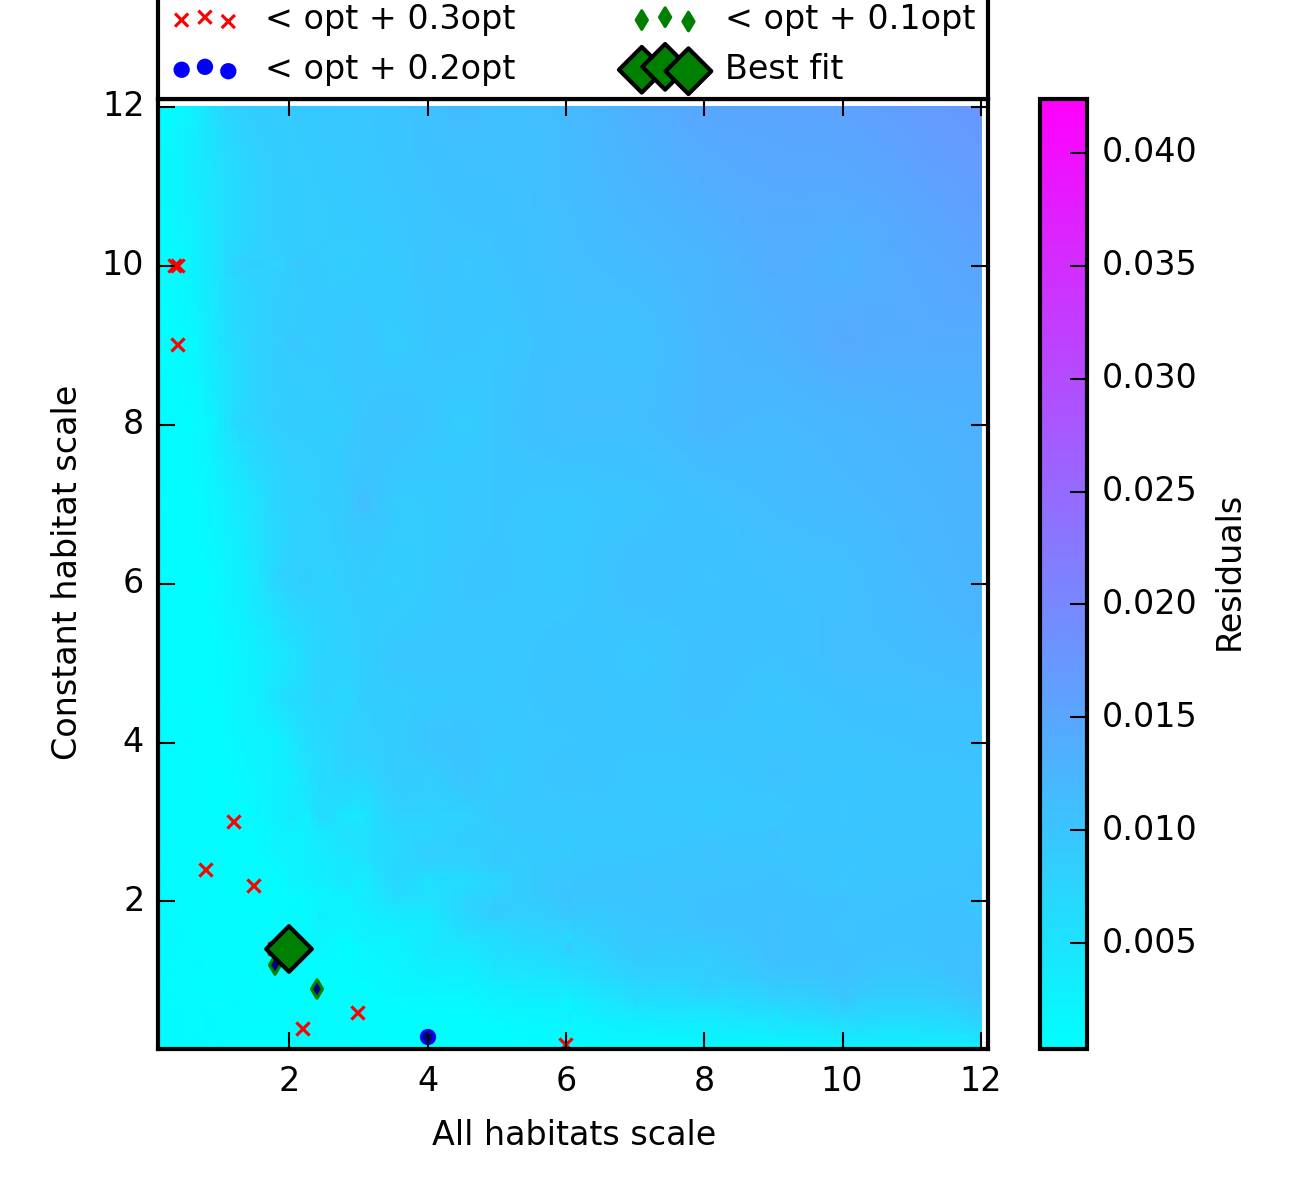 < opt + 0.3opt
< opt + 0.1opt
< opt + 0.2opt
Best fit
12
10
8
6
4
2
Constant habitat scale
2 4 6 8 10 12
All habitats scale
0.040
0.035
0.030
0.025
0.020
0.015
0.010
0.005
Residuals